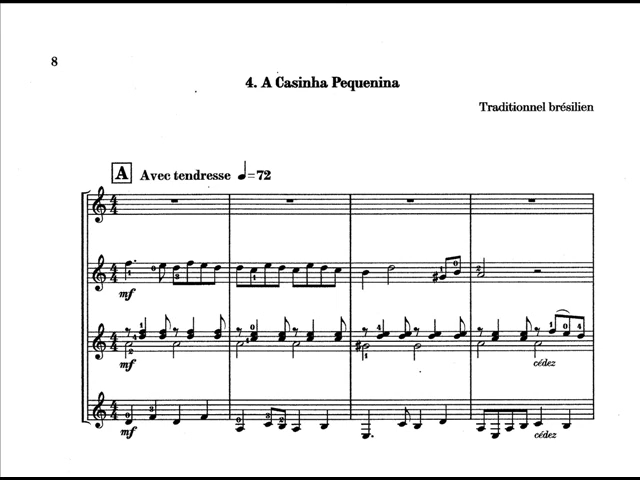 8
4. A Casinha Pequenina
Traditionnel brésilien
A Avec tendresse ♩=72
mf
mf
cédez
mf
cédez